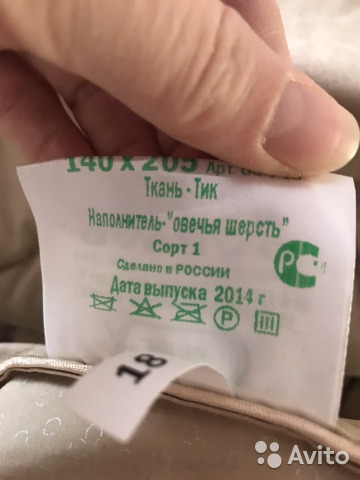 140 x 205 Арт.
Ткань - Тик
Наполнитель-"овечья шерсть"
Сорт 1
Сделано в РОССИИ
Дата выпуска 2014 г.
P
18
Avito